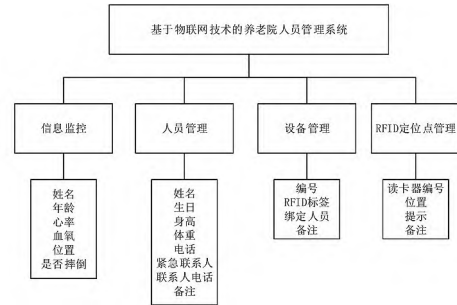 基于物联网技术的养老院人员管理系统
信息监控
人员管理
设备管理
RFID定位点管理
姓名
年龄
心率
血氧
位置
是否摔倒
姓名
生日
身高
体重
电话
紧急联系人
联系人电话
备注
编号
RFID标签
绑定人员
备注
读卡器编号
位置
提示
备注